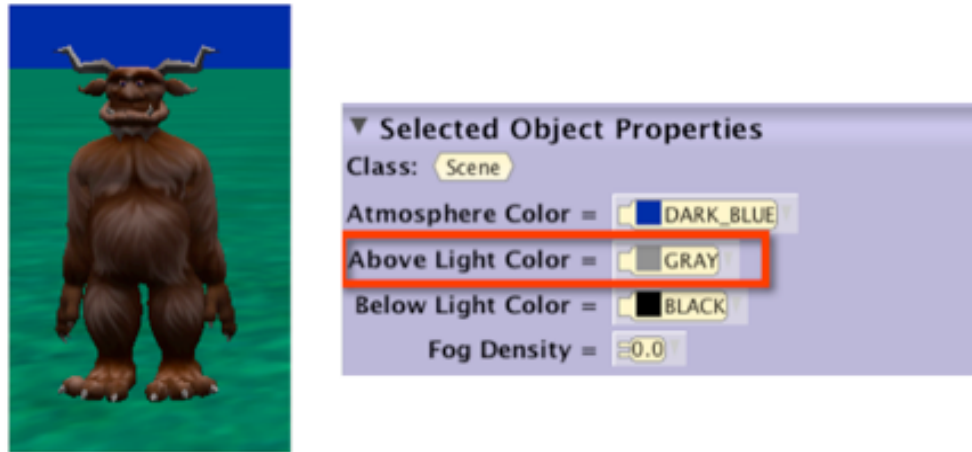 ▼ Selected Object Properties
Class: Scene
Atmosphere Color = DARK_BLUE
Above Light Color = GRAY
Below Light Color = BLACK
Fog Density = 0.0